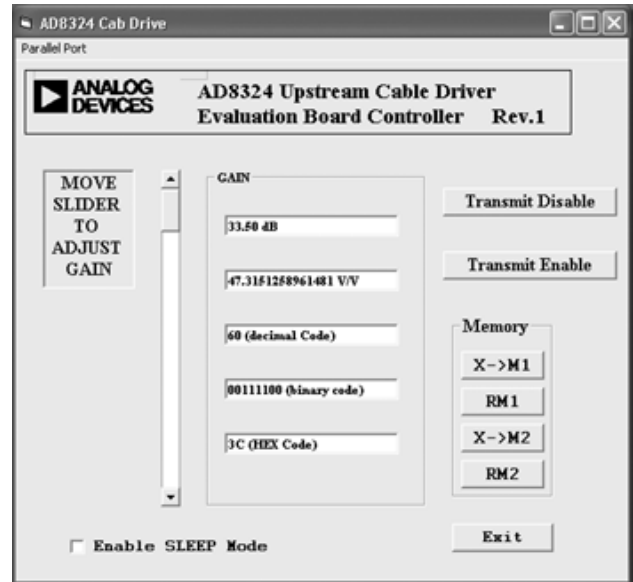 AD8324 Cab Drive
Parallel Port
ANALOG
DEVICES
AD8324 Upstream Cable Driver
Evaluation Board Controller Rev.1
MOVE
SLIDER
TO
ADJUST
GAIN
GAIN
33.50 dB
47.3151258961481 V/V
60 (decimal Code)
00111100 (binary code)
3C (HEX Code)
Transmit Disable
Transmit Enable
Memory
X->M1
RM1
X->M2
RM2
Enable SLEEP Mode
Exit